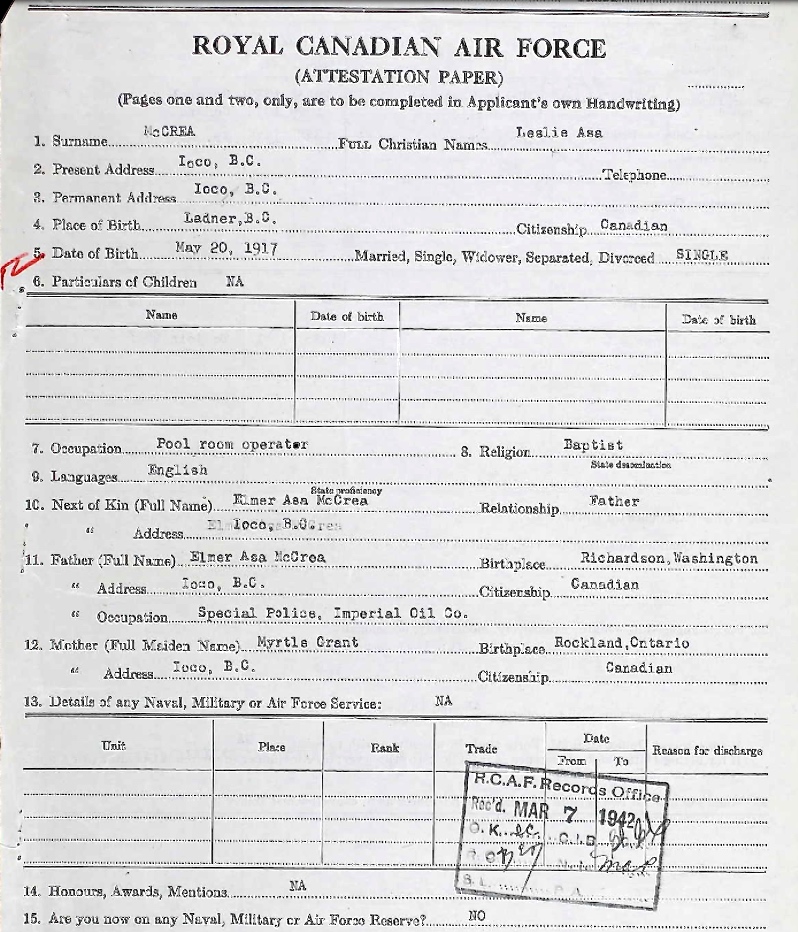 ROYAL CANADIAN AIR FORCE
(ATTESTATION PAPER)
(Pages one and two, only, are to be completed in Applicant's own Handwriting)
1. Surname McCREA FULL Christian Names Leslie Asa
2. Present Address Ioco, B.C. Telephone
3. Permanent Address Ioco, B.C.
4. Place of Birth Ladner, B.C. Citizenship Canadian
5. Date of Birth May 20, 1917 Married, Single, Widower, Separated, Divorced SINGLE
6. Particulars of Children NA
Name Date of birth Name Date of birth
7. Occupation Pool room operator 8. Religion Baptist
State denomination
9. Languages English
State proficiency
10. Next of Kin (Full Name) Elmer Asa McCrea Relationship Father
" Address Ioco, B.C.
11. Father (Full Name) Elmer Asa McCrea Birthplace Richardson, Washington
" Address Ioco, B.C. Citizenship Canadian
" Occupation Special Police, Imperial Oil Co.
12. Mother (Full Maiden Name) Myrtle Grant Birthplace Rockland, Ontario
" Address Ioco, B.C. Citizenship Canadian
13. Details of any Naval, Military or Air Force Service: NA
Unit Place Rank Trade Date Reason for discharge
From To
R.C.A.F. Records Office
Rec'd. MAR 7 1942
O.K. C.I.B
14. Honours, Awards, Mentions NA
15. Are you now on any Naval, Military or Air Force Reserve? NO